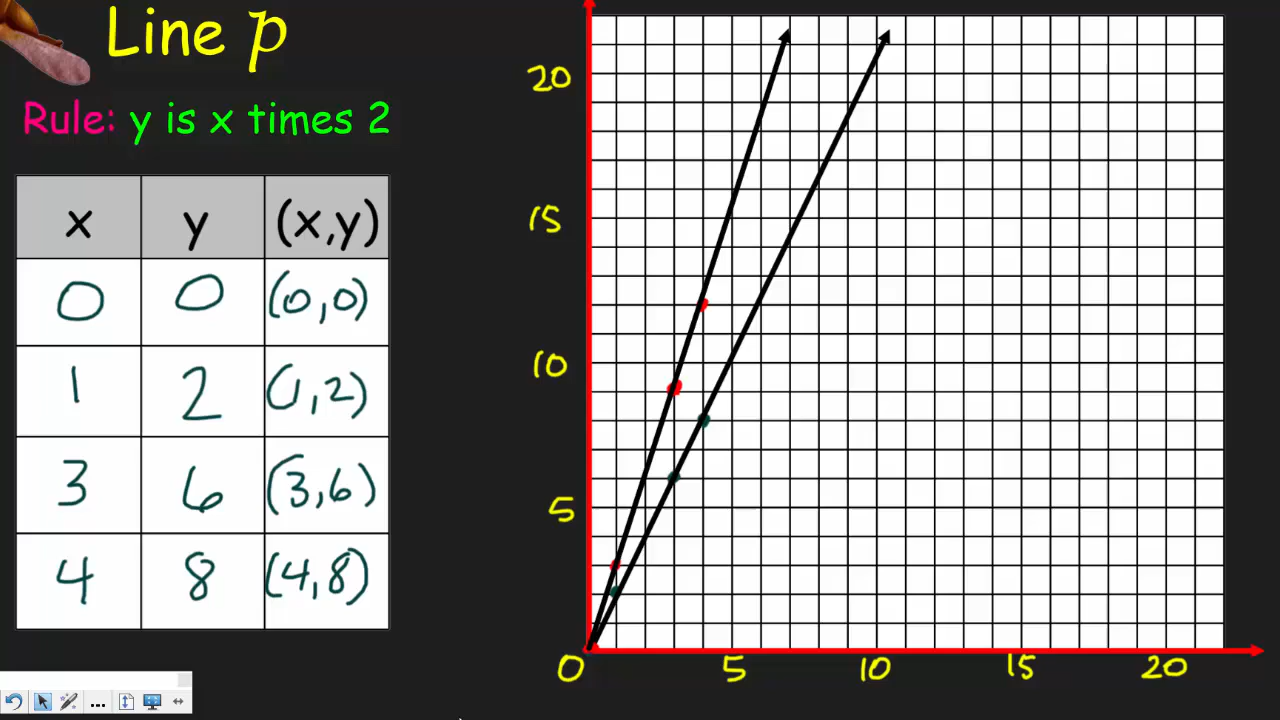 Line p
Rule: y is x times 2
x y (x,y)
0 0 (0,0)
1 2 (1,2)
3 6 (3,6)
4 8 (4,8)
20
15
10
5
0 5 10 15 20
...